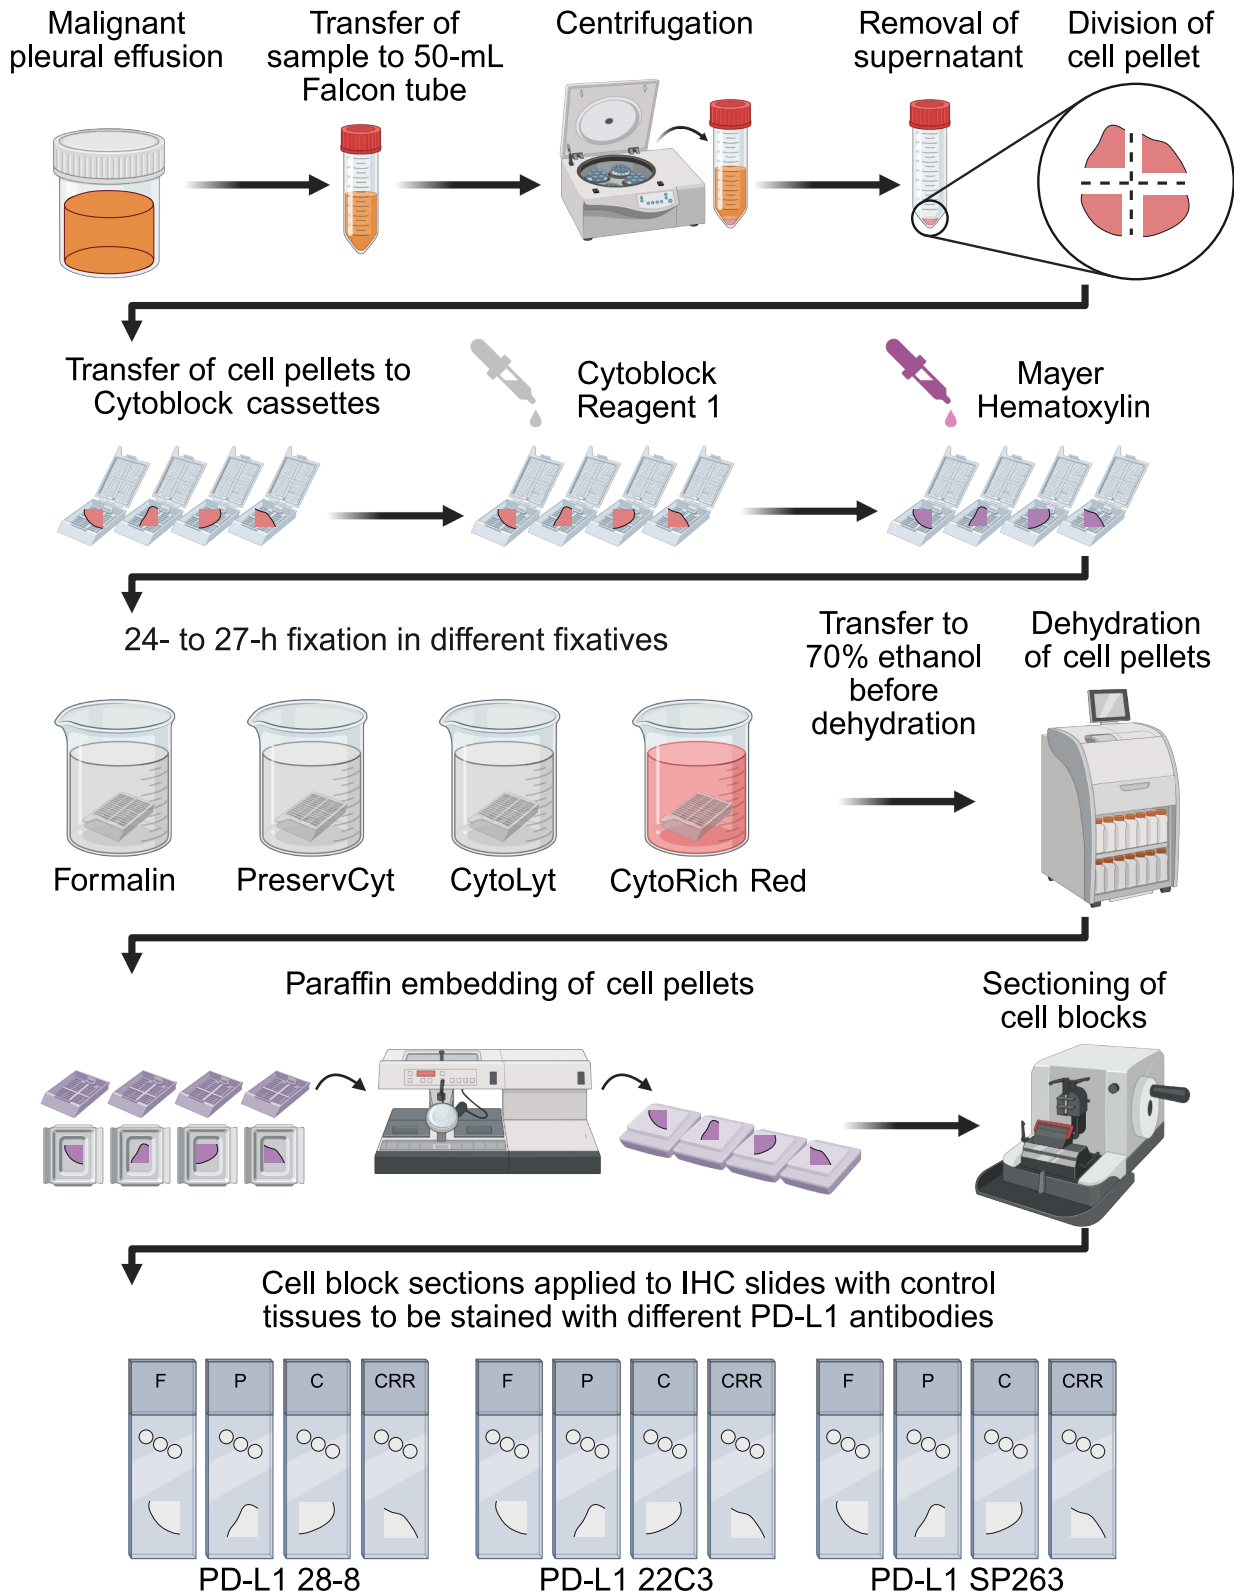 Malignant
pleural effusion
Transfer of
sample to 50-mL
Falcon tube
Centrifugation
Removal of
supernatant
Division of
cell pellet
Transfer of cell pellets to
Cytoblock cassettes
Cytoblock
Reagent 1
Mayer
Hematoxylin
24- to 27-h fixation in different fixatives
Transfer to
70% ethanol
before
dehydration
Dehydration
of cell pellets
Formalin
PreservCyt
CytoLyt
CytoRich Red
Paraffin embedding of cell pellets
Sectioning of
cell blocks
Cell block sections applied to IHC slides with control
tissues to be stained with different PD-L1 antibodies
F P C CRR
F P C CRR
F P C CRR
PD-L1 28-8
PD-L1 22C3
PD-L1 SP263